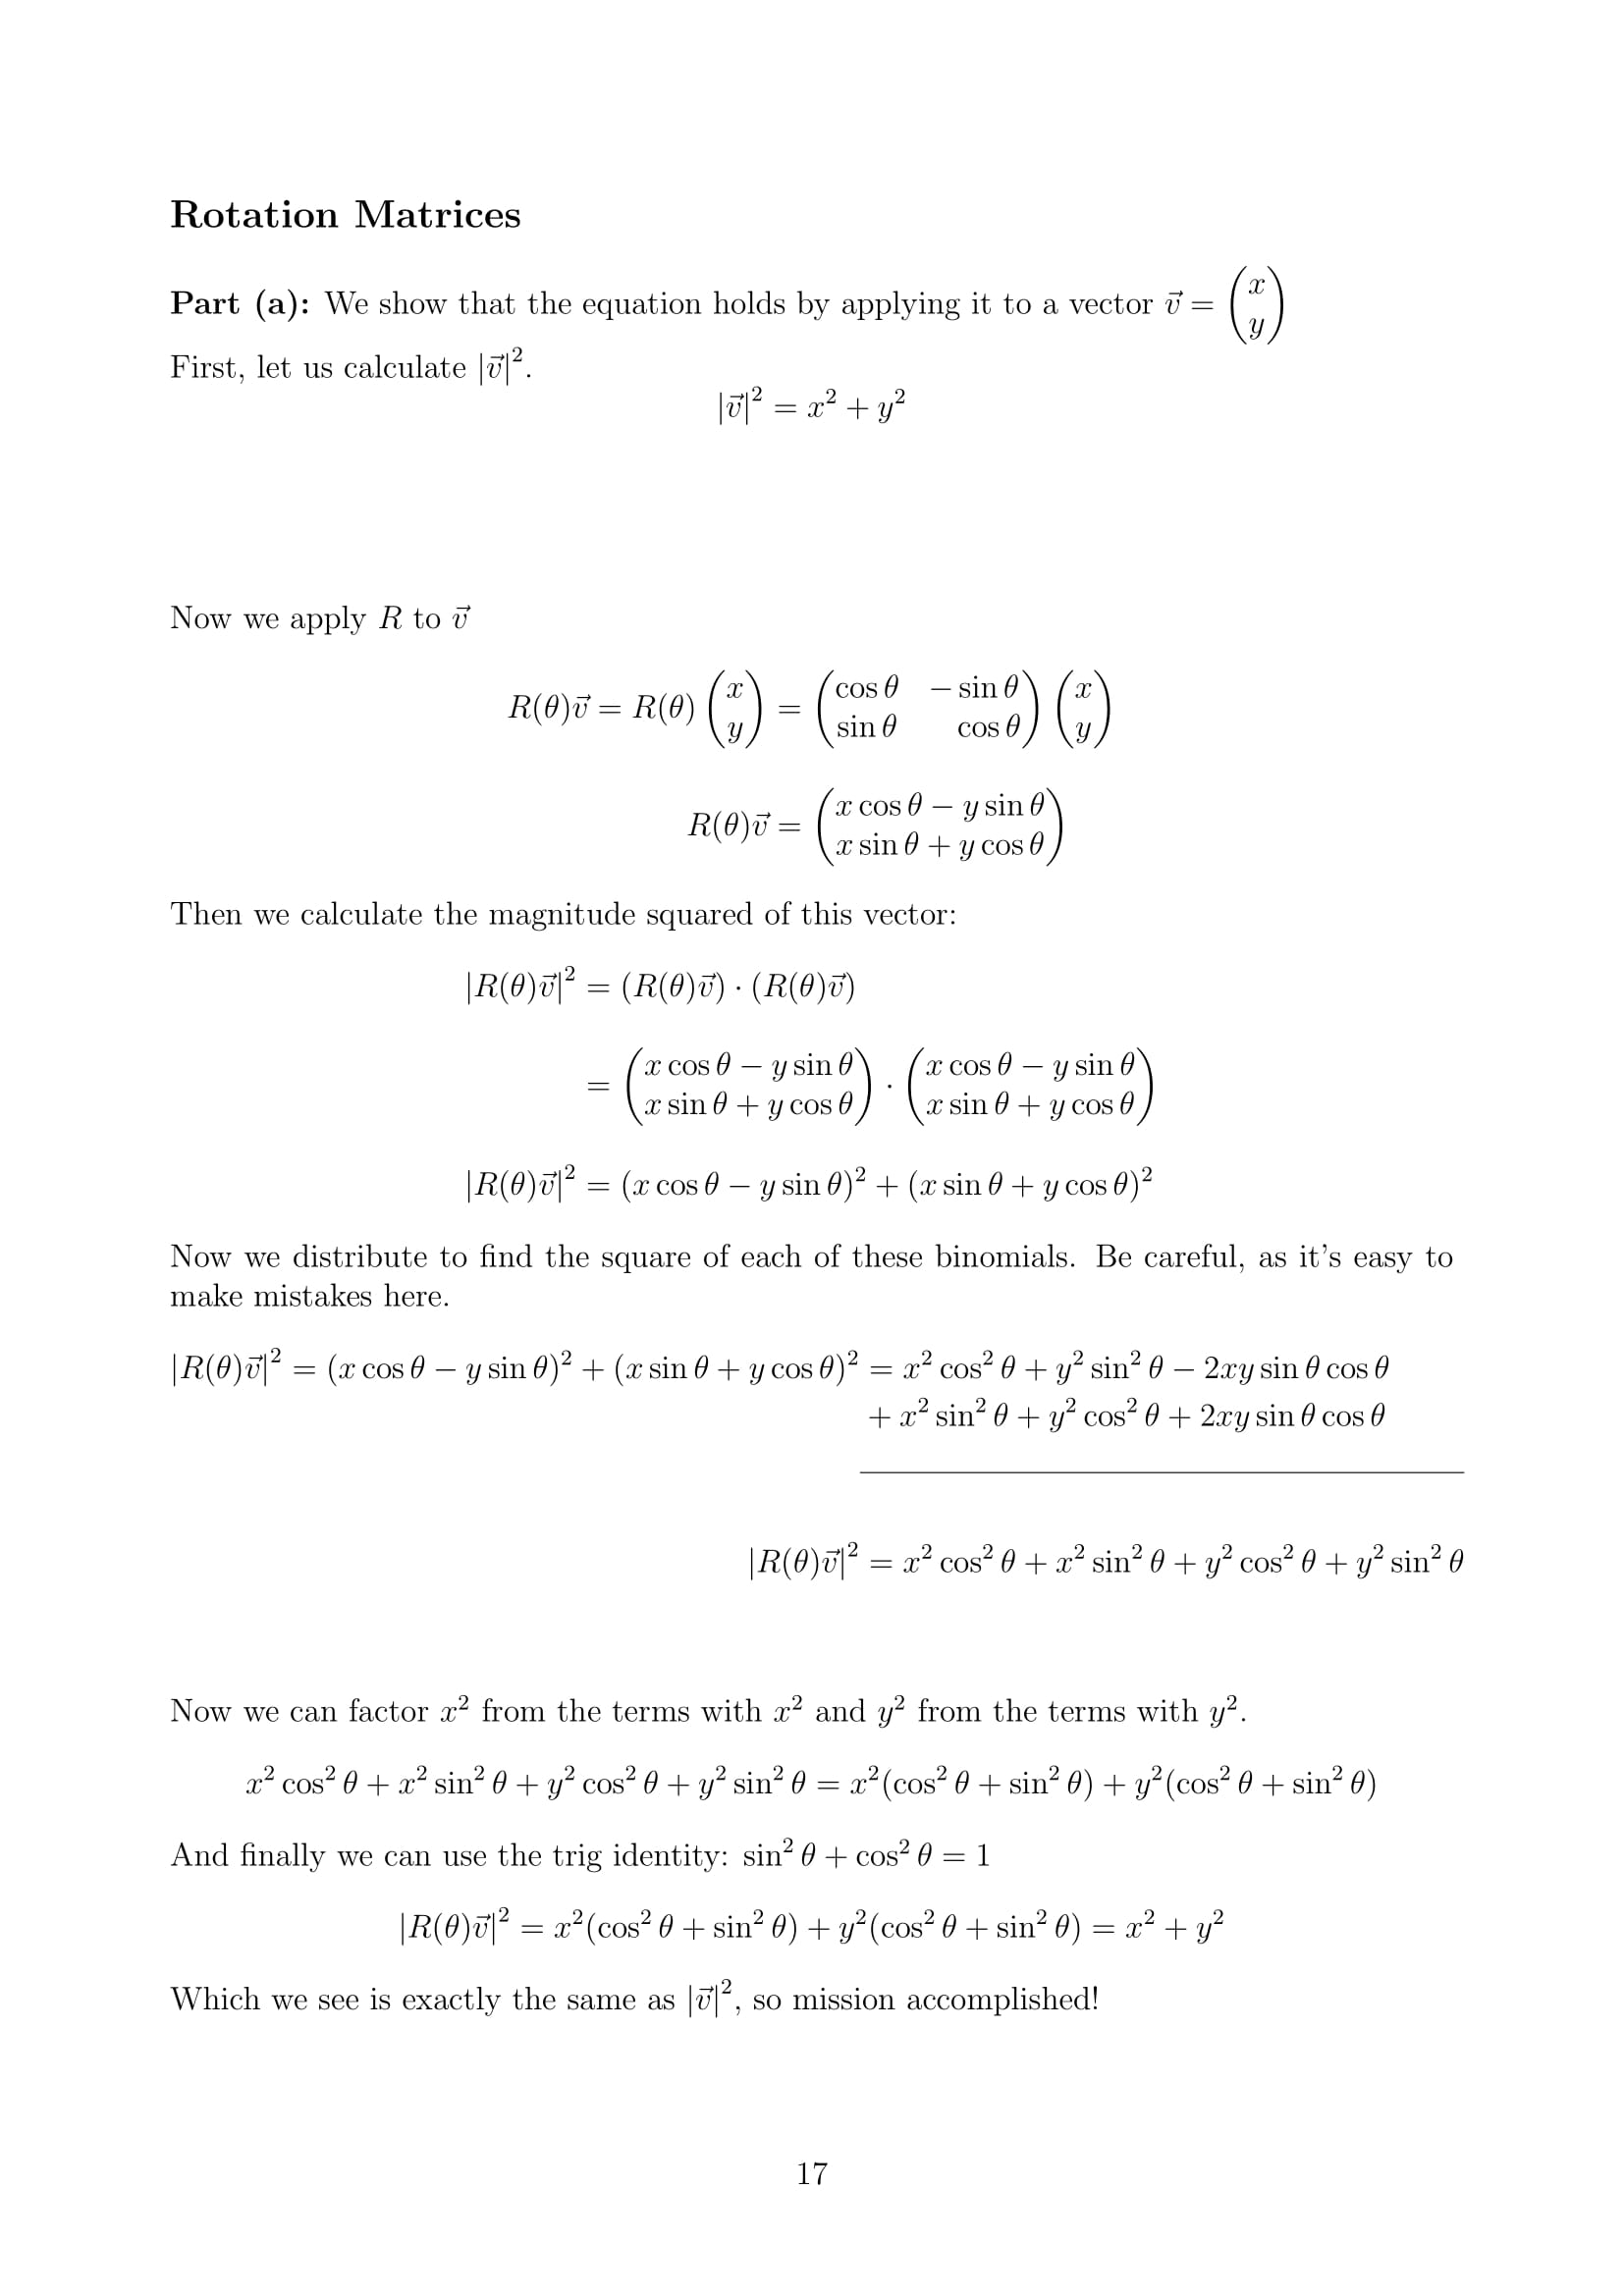 Rotation Matrices
Part (a): We show that the equation holds by applying it to a vector $\vec{v} = \begin{pmatrix} x \\ y \end{pmatrix}$
First, let us calculate $|\vec{v}|^2$.
$|\vec{v}|^2 = x^2 + y^2$
Now we apply $R$ to $\vec{v}$
$R(\theta)\vec{v} = R(\theta) \begin{pmatrix} x \\ y \end{pmatrix} = \begin{pmatrix} \cos\theta & -\sin\theta \\ \sin\theta & \cos\theta \end{pmatrix} \begin{pmatrix} x \\ y \end{pmatrix}$
$R(\theta)\vec{v} = \begin{pmatrix} x\cos\theta - y\sin\theta \\ x\sin\theta + y\cos\theta \end{pmatrix}$
Then we calculate the magnitude squared of this vector:
$|R(\theta)\vec{v}|^2 = (R(\theta)\vec{v}) \cdot (R(\theta)\vec{v})$
$= \begin{pmatrix} x\cos\theta - y\sin\theta \\ x\sin\theta + y\cos\theta \end{pmatrix} \cdot \begin{pmatrix} x\cos\theta - y\sin\theta \\ x\sin\theta + y\cos\theta \end{pmatrix}$
$|R(\theta)\vec{v}|^2 = (x\cos\theta - y\sin\theta)^2 + (x\sin\theta + y\cos\theta)^2$
Now we distribute to find the square of each of these binomials. Be careful, as it's easy to
make mistakes here.
$|R(\theta)\vec{v}|^2 = (x\cos\theta - y\sin\theta)^2 + (x\sin\theta + y\cos\theta)^2 = x^2\cos^2\theta + y^2\sin^2\theta - 2xy\sin\theta\cos\theta$
$+ x^2\sin^2\theta + y^2\cos^2\theta + 2xy\sin\theta\cos\theta$
$|R(\theta)\vec{v}|^2 = x^2\cos^2\theta + x^2\sin^2\theta + y^2\cos^2\theta + y^2\sin^2\theta$
Now we can factor $x^2$ from the terms with $x^2$ and $y^2$ from the terms with $y^2$.
$x^2\cos^2\theta + x^2\sin^2\theta + y^2\cos^2\theta + y^2\sin^2\theta = x^2(\cos^2\theta + \sin^2\theta) + y^2(\cos^2\theta + \sin^2\theta)$
And finally we can use the trig identity: $\sin^2\theta + \cos^2\theta = 1$
$|R(\theta)\vec{v}|^2 = x^2(\cos^2\theta + \sin^2\theta) + y^2(\cos^2\theta + \sin^2\theta) = x^2 + y^2$
Which we see is exactly the same as $|\vec{v}|^2$, so mission accomplished!
17